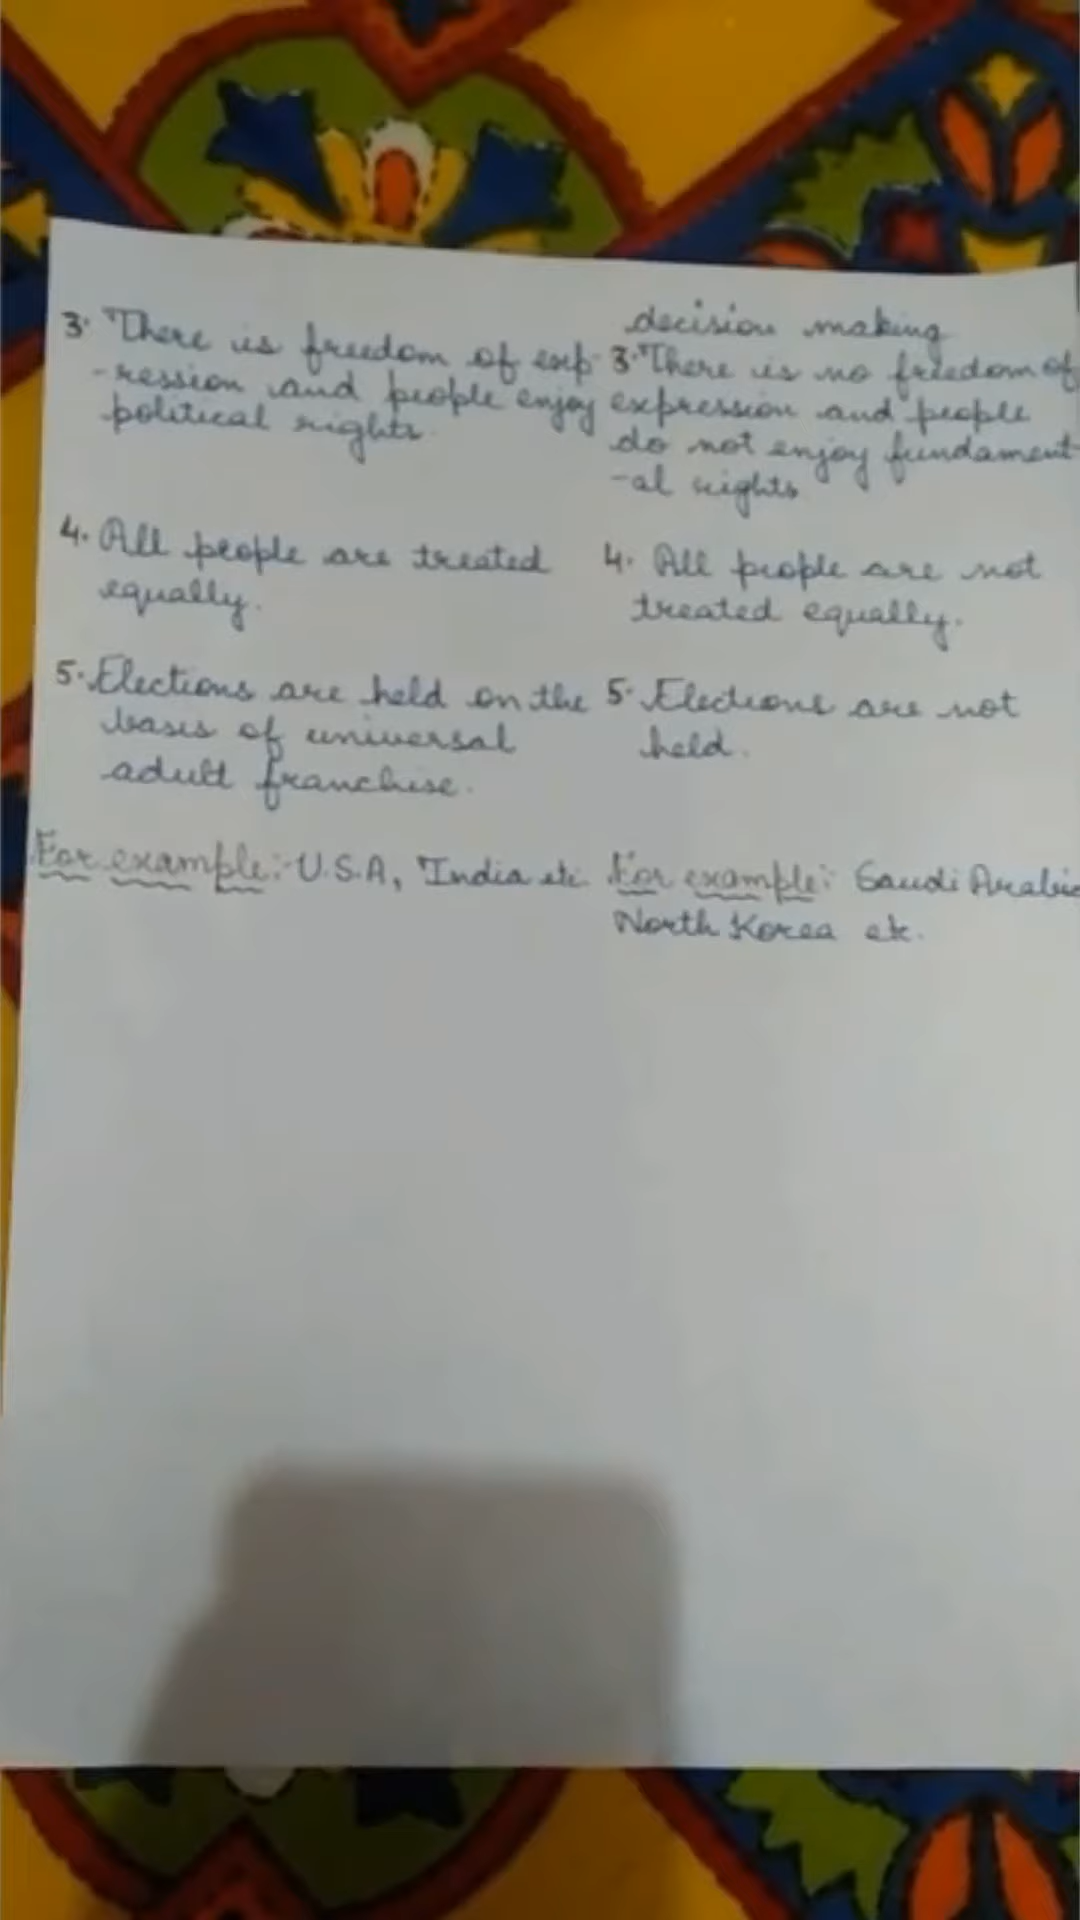 3. There is freedom of exp
-ression and people enjoy
political rights.
4. All people are treated
equally.
5. Elections are held on the
basis of universal
adult franchise.
For example:- U.S.A, India etc
decision making
3. There is no freedom of
expression and people
do not enjoy fundament
-al rights
4. All people are not
treated equally.
5. Elections are not
held.
For example: Saudi Arabia
North Korea etc.